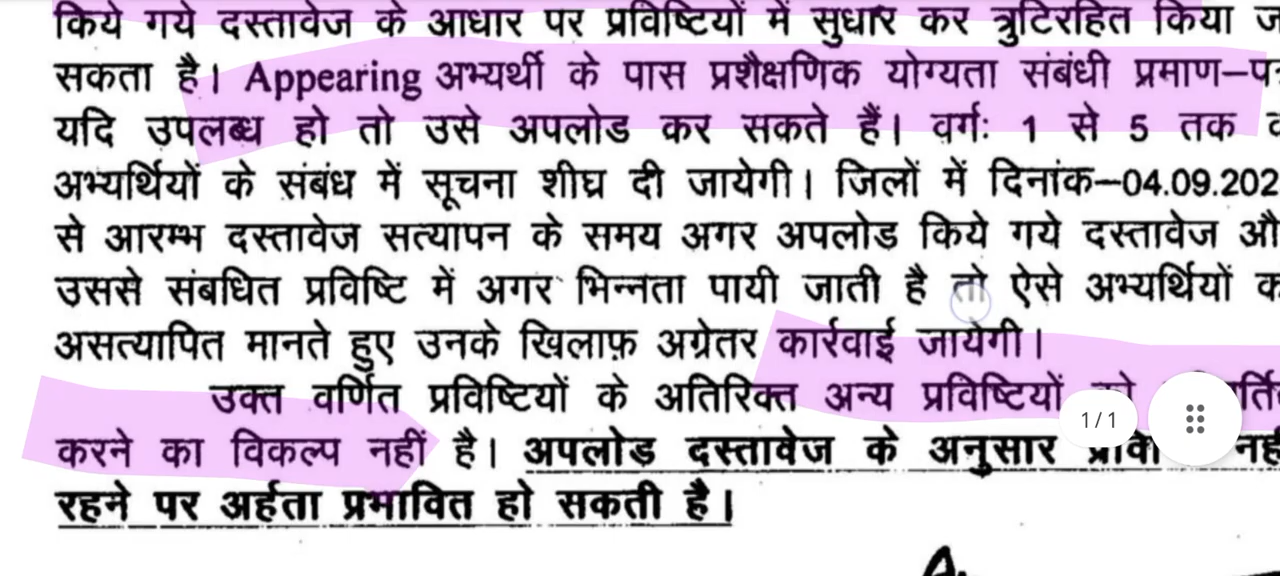 किये गये दस्तावेज के आधार पर प्रविष्टियों में सुधार कर त्रुटिरहित किया
सकता है। Appearing अभ्यर्थी के पास प्रशैक्षणिक योग्यता संबंधी
यदि उपलब्ध हो तो उसे अपलोड कर सकते हैं। वर्गः 1 से 5 तक
अभ्यर्थियों के संबंध में सूचना शीघ्र दी जायेगी। जिलों में दिनांक–04.09.202
से आरम्भ दस्तावेज सत्यापन के समय अगर अपलोड किये गये दस्तावेज
उससे संबधित प्रविष्टि में अगर भिन्नता पायी जाती है तो ऐसे अभ्यर्थियों
असत्यापित मानते हुए उनके खिलाफ़ अग्रेतर कार्रवाई जायेगी।
उक्त वर्णित प्रविष्टियों के अतिरिक्त अन्य प्रविष्टियों
1/1
करने का विकल्प नहीं है। अपलोड दस्तावेज के अनुसार
रहने पर अर्हता प्रभावित हो सकती है।